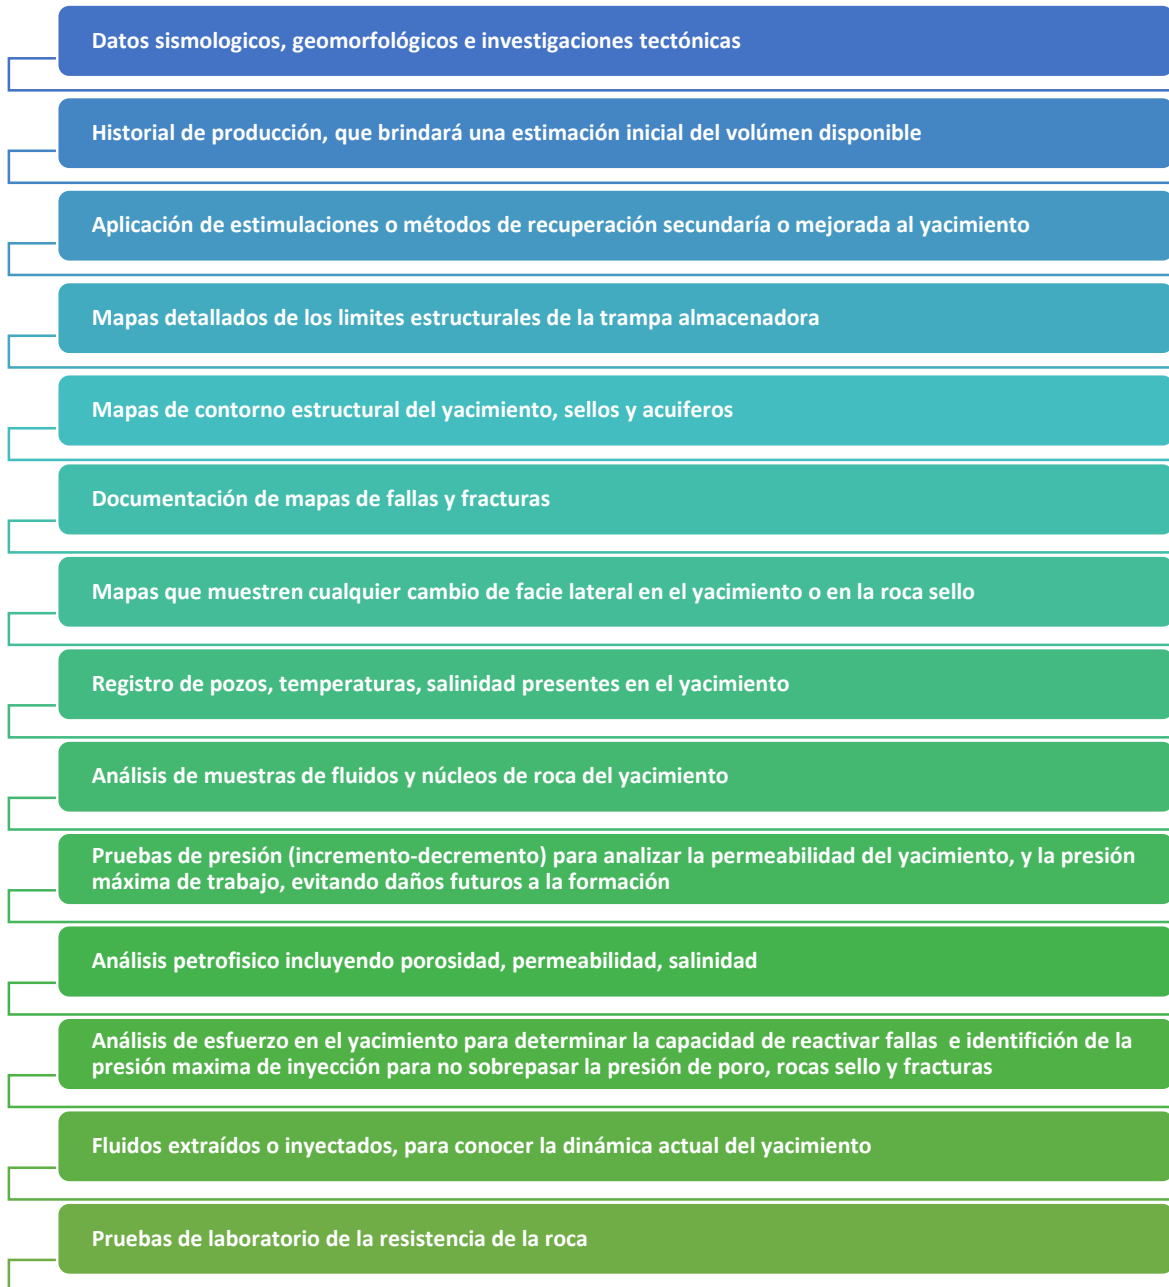 Datos sismologicos, geomorfológicos e investigaciones tectónicas
Historial de producción, que brindará una estimación inicial del volúmen disponible
Aplicación de estimulaciones o métodos de recuperación secundaría o mejorada al yacimiento
Mapas detallados de los limites estructurales de la trampa almacenadora
Mapas de contorno estructural del yacimiento, sellos y acuiferos
Documentación de mapas de fallas y fracturas
Mapas que muestren cualquier cambio de facie lateral en el yacimiento o en la roca sello
Registro de pozos, temperaturas, salinidad presentes en el yacimiento
Análisis de muestras de fluidos y núcleos de roca del yacimiento
Pruebas de presión (incremento-decremento) para analizar la permeabilidad del yacimiento, y la presión
máxima de trabajo, evitando daños futuros a la formación
Análisis petrofisico incluyendo porosidad, permeabilidad, salinidad
Análisis de esfuerzo en el yacimiento para determinar la capacidad de reactivar fallas e identifición de la
presión maxima de inyección para no sobrepasar la presión de poro, rocas sello y fracturas
Fluidos extraídos o inyectados, para conocer la dinámica actual del yacimiento
Pruebas de laboratorio de la resistencia de la roca